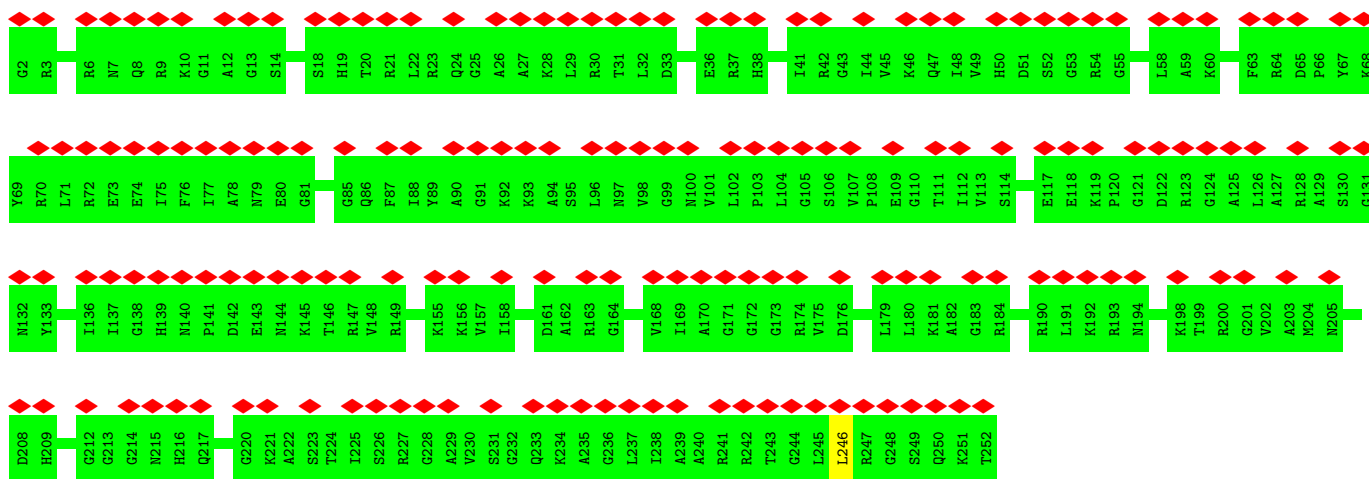 G2 R3 R6 N7 Q8 R9 K10 G11 A12 G13 S14 S18 H19 T20 R21 L22 R23 Q24 G25 A26 A27 K28 L29 R30 T31 L32 D33 E36 R37 H38 I41 R42 G43 I44 V45 K46 Q47 I48 V49 H50 D51 S52 G53 R54 G55 L58 A59 K60 F63 R64 D65 P66 Y67 K68
Y69 R70 L71 R72 E73 E74 I75 F76 I77 A78 N79 E80 G81 G85 Q86 F87 I88 Y89 A90 G91 K92 K93 A94 S95 L96 N97 V98 G99 N100 V101 L102 P103 L104 G105 S106 V107 P108 E109 G110 T111 I112 V113 S114 E117 E118 K119 P120 G121 D122 R123 G124 A125 L126 A127 R128 A129 S130 G131
N132 Y133 I136 I137 G138 H139 N140 P141 D142 E143 N144 K145 T146 R147 V148 R149 K155 K156 V157 I158 D161 A162 R163 G164 V168 I169 A170 G171 G172 G173 R174 V175 D176 L179 L180 K181 A182 G183 R184 R190 L191 K192 R193 N194 K198 T199 R200 G201 V202 A203 M204 N205
D208 H209 G212 G213 G214 N215 H216 Q217 G220 K221 A222 S223 T224 I225 S226 R227 G228 A229 V230 S231 G232 Q233 K234 A235 G236 L237 I238 A239 A240 R241 R242 T243 G244 L245 L246 R247 G248 S249 Q250 K251 T252